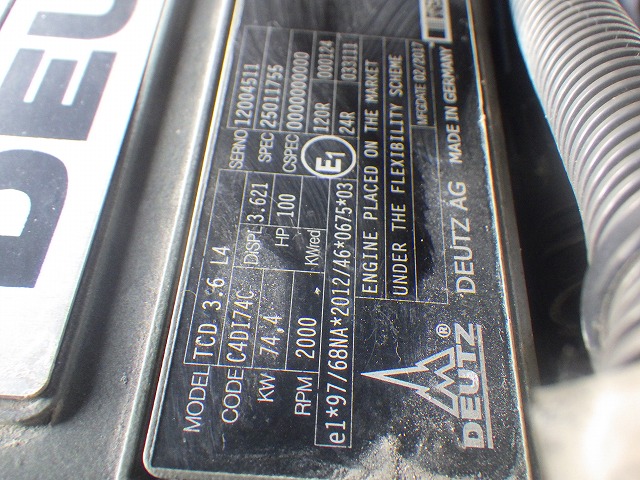 DEU
MODEL TCD 3.6 L4 SERNO 12004511
CODE C4DI74C DISPL 3.621 SPEC 25011755
KW 74,4 HP 100 CSPEC 00000000000
RPM 2000 KWred 120R 000124
e1*97/68NA*2012/46*0675*03 E1 24R 033111
ENGINE PLACED ON THE MARKET
UNDER THE FLEXIBILITY SCHEME
MFGDATE 02/2017
DEUTZ ®
DEUTZ AG MADE IN GERMANY